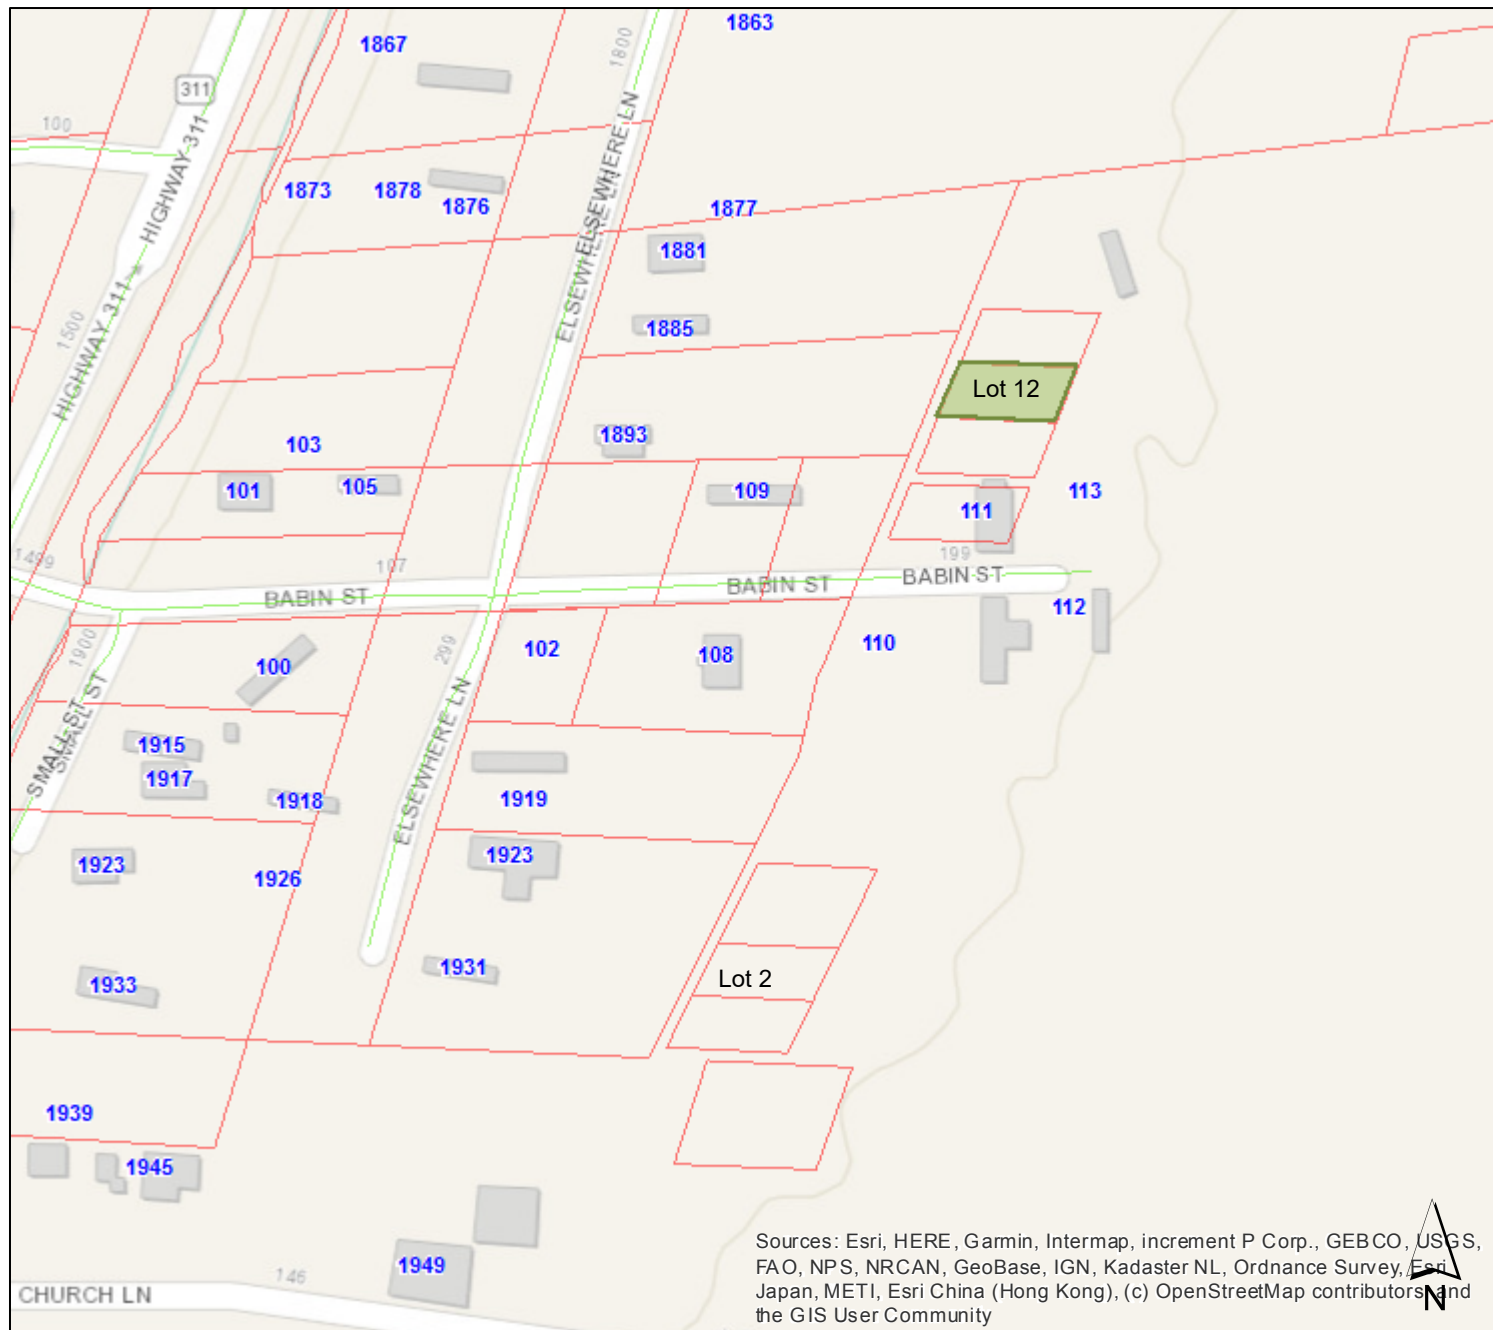 1863
1867
1800
311
100
HIGHWAY 311
ELSEWHERE LN
1873
1878
1876
1877
ELSEWHERE LN
1881
HIGHWAY 311
1500
1885
Lot 12
103
1893
101
105
109
113
111
1499
107
199
BABIN ST
BABIN ST
BABIN ST
112
1900
299
102
108
110
100
SMALL ST
SMALL ST
ELSEWHERE LN
1915
1917
1918
1919
1923
1923
1926
1931
Lot 2
1933
1939
1945
1949
146
CHURCH LN
Sources: Esri, HERE, Garmin, Intermap, increment P Corp., GEBCO, USGS,
FAO, NPS, NRCAN, GeoBase, IGN, Kadaster NL, Ordnance Survey, Esri
Japan, METI, Esri China (Hong Kong), (c) OpenStreetMap contributors, and
the GIS User Community
N